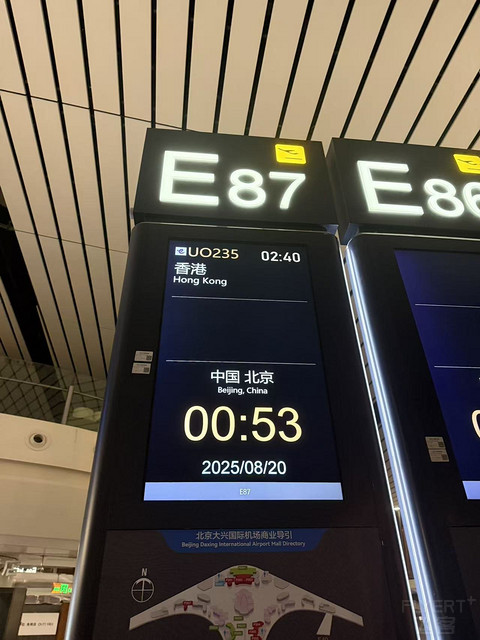 E87
E86
UO235 02:40
香港
Hong Kong
中国 北京
Beijing, China
00:53
2025/08/20
E87
北京大兴国际机场商业导引
Beijing Daxing International Airport Mall Directory
N